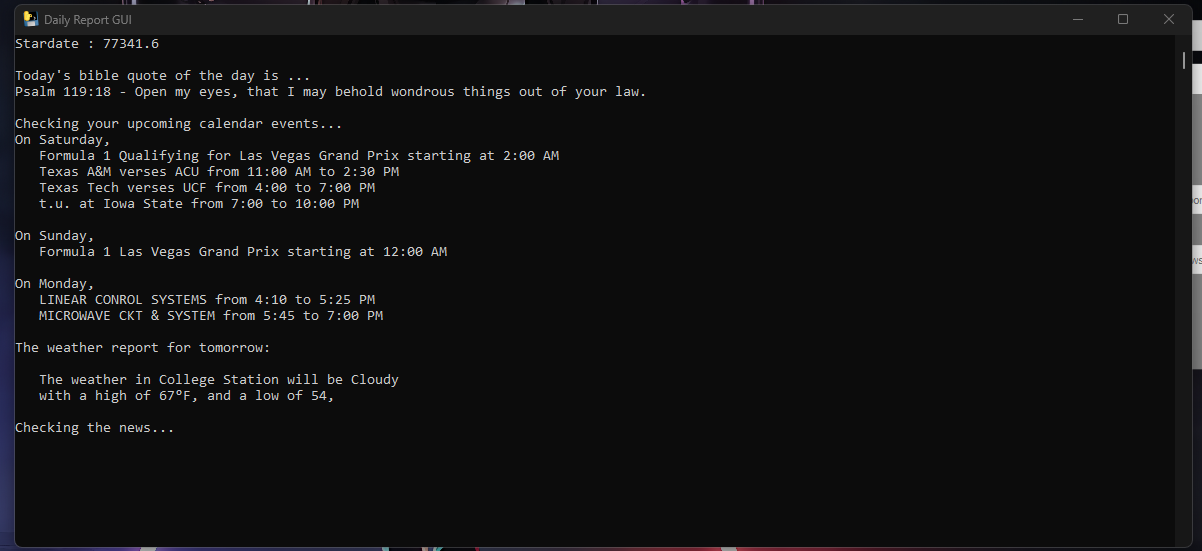 Daily Report GUI
Stardate : 77341.6
Today's bible quote of the day is ...
Psalm 119:18 - Open my eyes, that I may behold wondrous things out of your law.
Checking your upcoming calendar events...
On Saturday,
Formula 1 Qualifying for Las Vegas Grand Prix starting at 2:00 AM
Texas A&M verses ACU from 11:00 AM to 2:30 PM
Texas Tech verses UCF from 4:00 to 7:00 PM
t.u. at Iowa State from 7:00 to 10:00 PM
On Sunday,
Formula 1 Las Vegas Grand Prix starting at 12:00 AM
On Monday,
LINEAR CONROL SYSTEMS from 4:10 to 5:25 PM
MICROWAVE CKT & SYSTEM from 5:45 to 7:00 PM
The weather report for tomorrow:
The weather in College Station will be Cloudy
with a high of 67ºF, and a low of 54,
Checking the news...